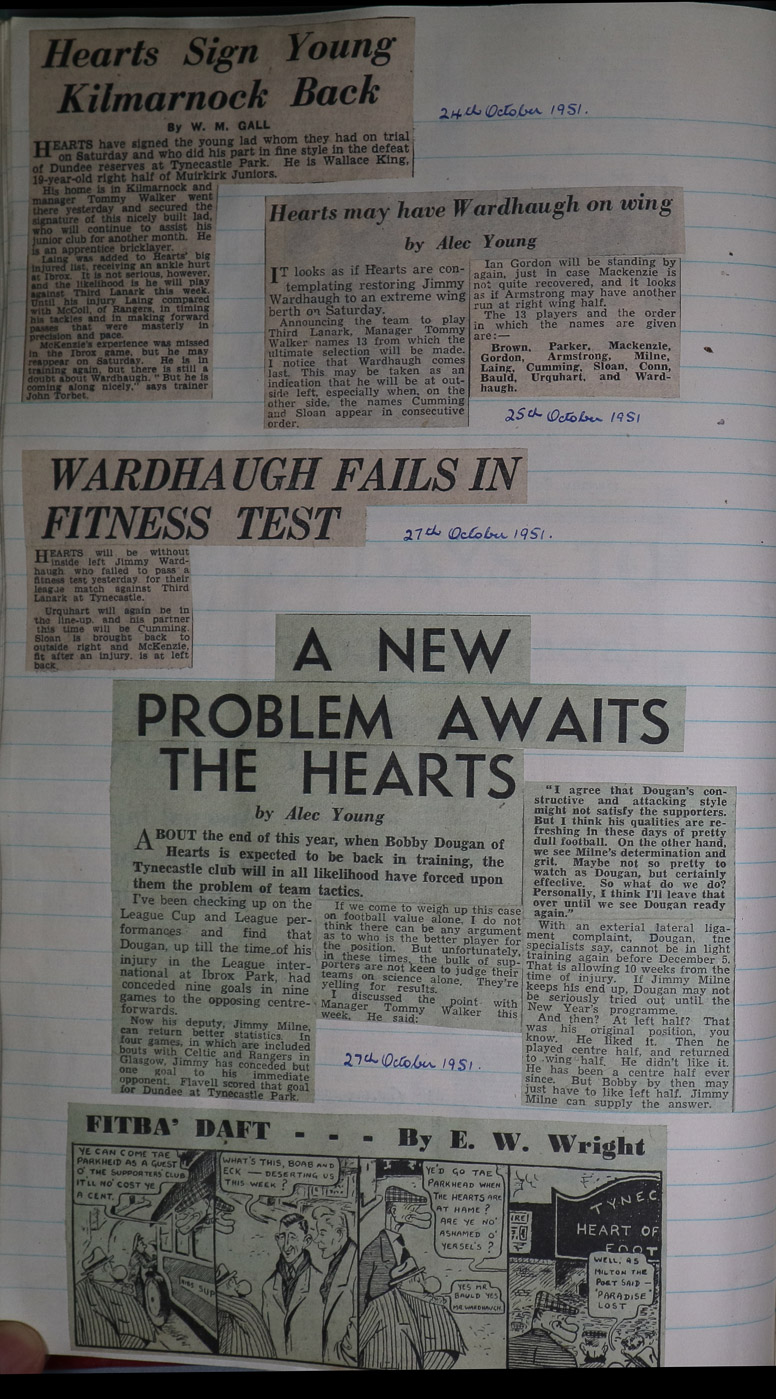 Hearts Sign Young
Kilmarnock Back
By W. M. GALL
HEARTS have signed the young lad whom they had on trial
on Saturday and who did his part in fine style in the defeat
of Dundee reserves at Tynecastle Park. He is Wallace King,
19-year-old right half of Muirkirk Juniors.
His home is in Kilmarnock and
manager Tommy Walker went
there yesterday and secured the
signature of this nicely built lad,
who will continue to assist his
junior club for another month. He
is an apprentice bricklayer.
Laing was added to Hearts' big
injured list, receiving an ankle hurt
at Ibrox. It is not serious, however,
and the likelihood is he will play
against Third Lanark this week.
Until his injury Laing compared
with McColl, of Rangers, in timing
his tackles and in making forward
passes that were masterly in
precision and pace.
McKenzie's experience was missed
in the Ibrox game, but he may
reappear on Saturday. He is in
training again, but there is still a
doubt about Wardhaugh. "But he is
coming along nicely," says trainer
John Torbet.
24th October 1951.
Hearts may have Wardhaugh on wing
by Alec Young
IT looks as if Hearts are con-
templating restoring Jimmy
Wardhaugh to an extreme wing
berth on Saturday.
Announcing the team to play
Third Lanark, Manager Tommy
Walker names 13 from which the
ultimate selection will be made.
I notice that Wardhaugh comes
last. This may be taken as an
indication that he will be at out-
side left, especially when, on the
other side, the names Cumming
and Sloan appear in consecutive
order.
Ian Gordon will be standing by
again, just in case Mackenzie is
not quite recovered, and it looks
as if Armstrong may have another
run at right wing half.
The 13 players and the order
in which the names are given
are:—
Brown, Parker, Mackenzie,
Gordon, Armstrong, Milne,
Laing, Cumming, Sloan, Conn,
Bauld, Urquhart, and Ward-
haugh.
25th October 1951
WARDHAUGH FAILS IN
FITNESS TEST
27th October 1951.
HEARTS will be without
inside left Jimmy Ward-
haugh who failed to pass a
fitness test yesterday for their
league match against Third
Lanark at Tynecastle.
Urquhart will again be in
the line-up, and his partner
this time will be Cumming.
Sloan is brought back to
outside right and McKenzie,
fit after an injury, is at left
back.
A NEW
PROBLEM AWAITS
THE HEARTS
by Alec Young
ABOUT the end of this year, when Bobby Dougan of
Hearts is expected to be back in training, the
Tynecastle club will in all likelihood have forced upon
them the problem of team tactics.
I've been checking up on the
League Cup and League per-
formances and find that
Dougan, up till the time of his
injury in the League inter-
national at Ibrox Park, had
conceded nine goals in nine
games to the opposing centre-
forwards.
Now his deputy, Jimmy Milne,
can return better statistics. In
four games, in which are included
bouts with Celtic and Rangers in
Glasgow, Jimmy has conceded but
one goal to his immediate
opponent. Flavell scored that goal
for Dundee at Tynecastle Park.
If we come to weigh up this case
on football value alone, I do not
think there can be any argument
as to who is the better player for
the position. But unfortunately,
in these times, the bulk of sup-
porters are not keen to judge their
teams on science alone. They're
yelling for results.
I discussed the point with
Manager Tommy Walker this
week. He said:
27th October 1951.
"I agree that Dougan's con-
structive and attacking style
might not satisfy the supporters.
But I think his qualities are re-
freshing in these days of pretty
dull football. On the other hand,
we see Milne's determination and
grit. Maybe not so pretty to
watch as Dougan, but certainly
effective. So what do we do?
Personally, I think I'll leave that
over until we see Dougan ready
again."
With an exterial lateral liga-
ment complaint, Dougan, the
specialists say, cannot be in light
training again before December 5.
That is allowing 10 weeks from the
time of injury. If Jimmy Milne
keeps his end up, Dougan may not
be seriously tried out until the
New Year's programme.
And then? At left half? That
was his original position, you
know. He liked it. Then he
played centre half, and returned
to wing half. He didn't like it.
He has been a centre half ever
since. But Bobby by then may
just have to like left half. Jimmy
Milne can supply the answer.
FITBA' DAFT - - - By E. W. Wright
YE CAN COME TAE
PARKHEID AS A GUEST
O' THE SUPPORTERS CLUB
IT'LL NO' COST YE
A CENT.
SUP
WHAT'S THIS, BOAB AND
ECK — DESERTING US
THIS WEEK?
YE'D GO TAE
PARKHEAD WHEN
THE HEARTS ARE
AT HAME?
ARE YE NO'
ASHAMED O'
YERSEL'S?
YES MR
BAULD YES
MR WARDHAUGH.
TYNEC
HEART OF
FOOT
WELL, AS
MILTON THE
POET SAID —
'PARADISE'
LOST